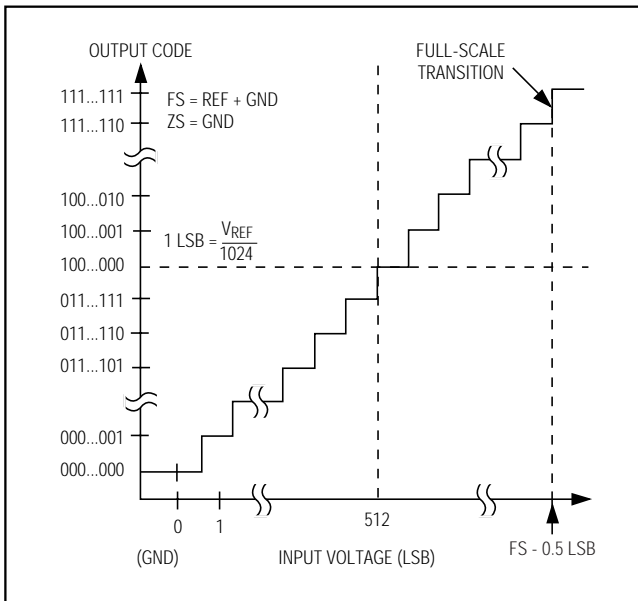 OUTPUT CODE
FULL-SCALE
TRANSITION
111...111
111...110
FS = REF + GND
ZS = GND
100...010
100...001
100...000
1 LSB = VREF
1024
011...111
011...110
011...101
000...001
000...000
0
1
512
FS - 0.5 LSB
(GND)
INPUT VOLTAGE (LSB)